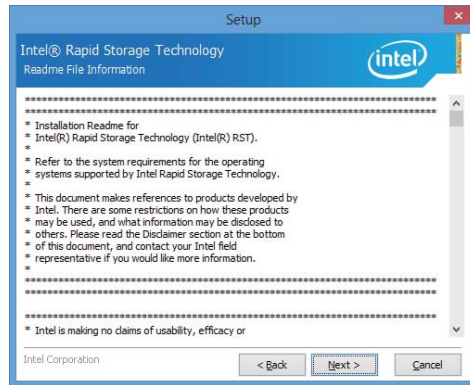 Setup
Intel® Rapid Storage Technology
Readme File Information
intel
************************************************************************
************************************************************************
* Installation Readme for
* Intel(R) Rapid Storage Technology (Intel(R) RST).
*
* Refer to the system requirements for the operating
* systems supported by Intel Rapid Storage Technology.
*
* This document makes references to products developed by
* Intel. There are some restrictions on how these products
* may be used, and what information may be disclosed to
* others. Please read the Disclaimer section at the bottom
* of this document, and contact your Intel field
* representative if you would like more information.
*
************************************************************************
************************************************************************
************************************************************************
* Intel is making no claims of usability, efficacy or
Intel Corporation
< Back
Next >
Cancel